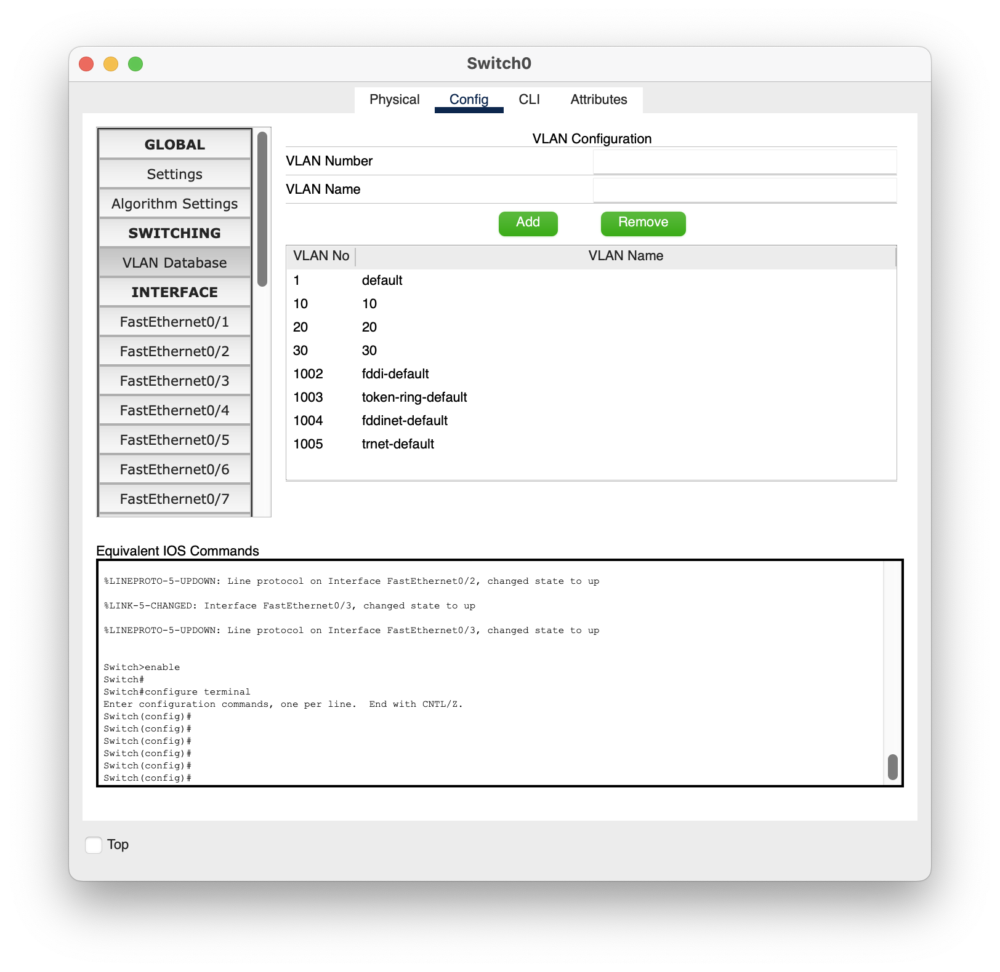 Switch0
Physical Config CLI Attributes
GLOBAL
Settings
Algorithm Settings
SWITCHING
VLAN Database
INTERFACE
FastEthernet0/1
FastEthernet0/2
FastEthernet0/3
FastEthernet0/4
FastEthernet0/5
FastEthernet0/6
FastEthernet0/7
VLAN Configuration
VLAN Number
VLAN Name
Add Remove
VLAN No VLAN Name
1 default
10 10
20 20
30 30
1002 fddi-default
1003 token-ring-default
1004 fddinet-default
1005 trnet-default
Equivalent IOS Commands
%LINEPROTO-5-UPDOWN: Line protocol on Interface FastEthernet0/2, changed state to up
%LINK-5-CHANGED: Interface FastEthernet0/3, changed state to up
%LINEPROTO-5-UPDOWN: Line protocol on Interface FastEthernet0/3, changed state to up
Switch>enable
Switch#
Switch#configure terminal
Enter configuration commands, one per line.  End with CNTL/Z.
Switch(config)#
Switch(config)#
Switch(config)#
Switch(config)#
Switch(config)#
Switch(config)#
Top